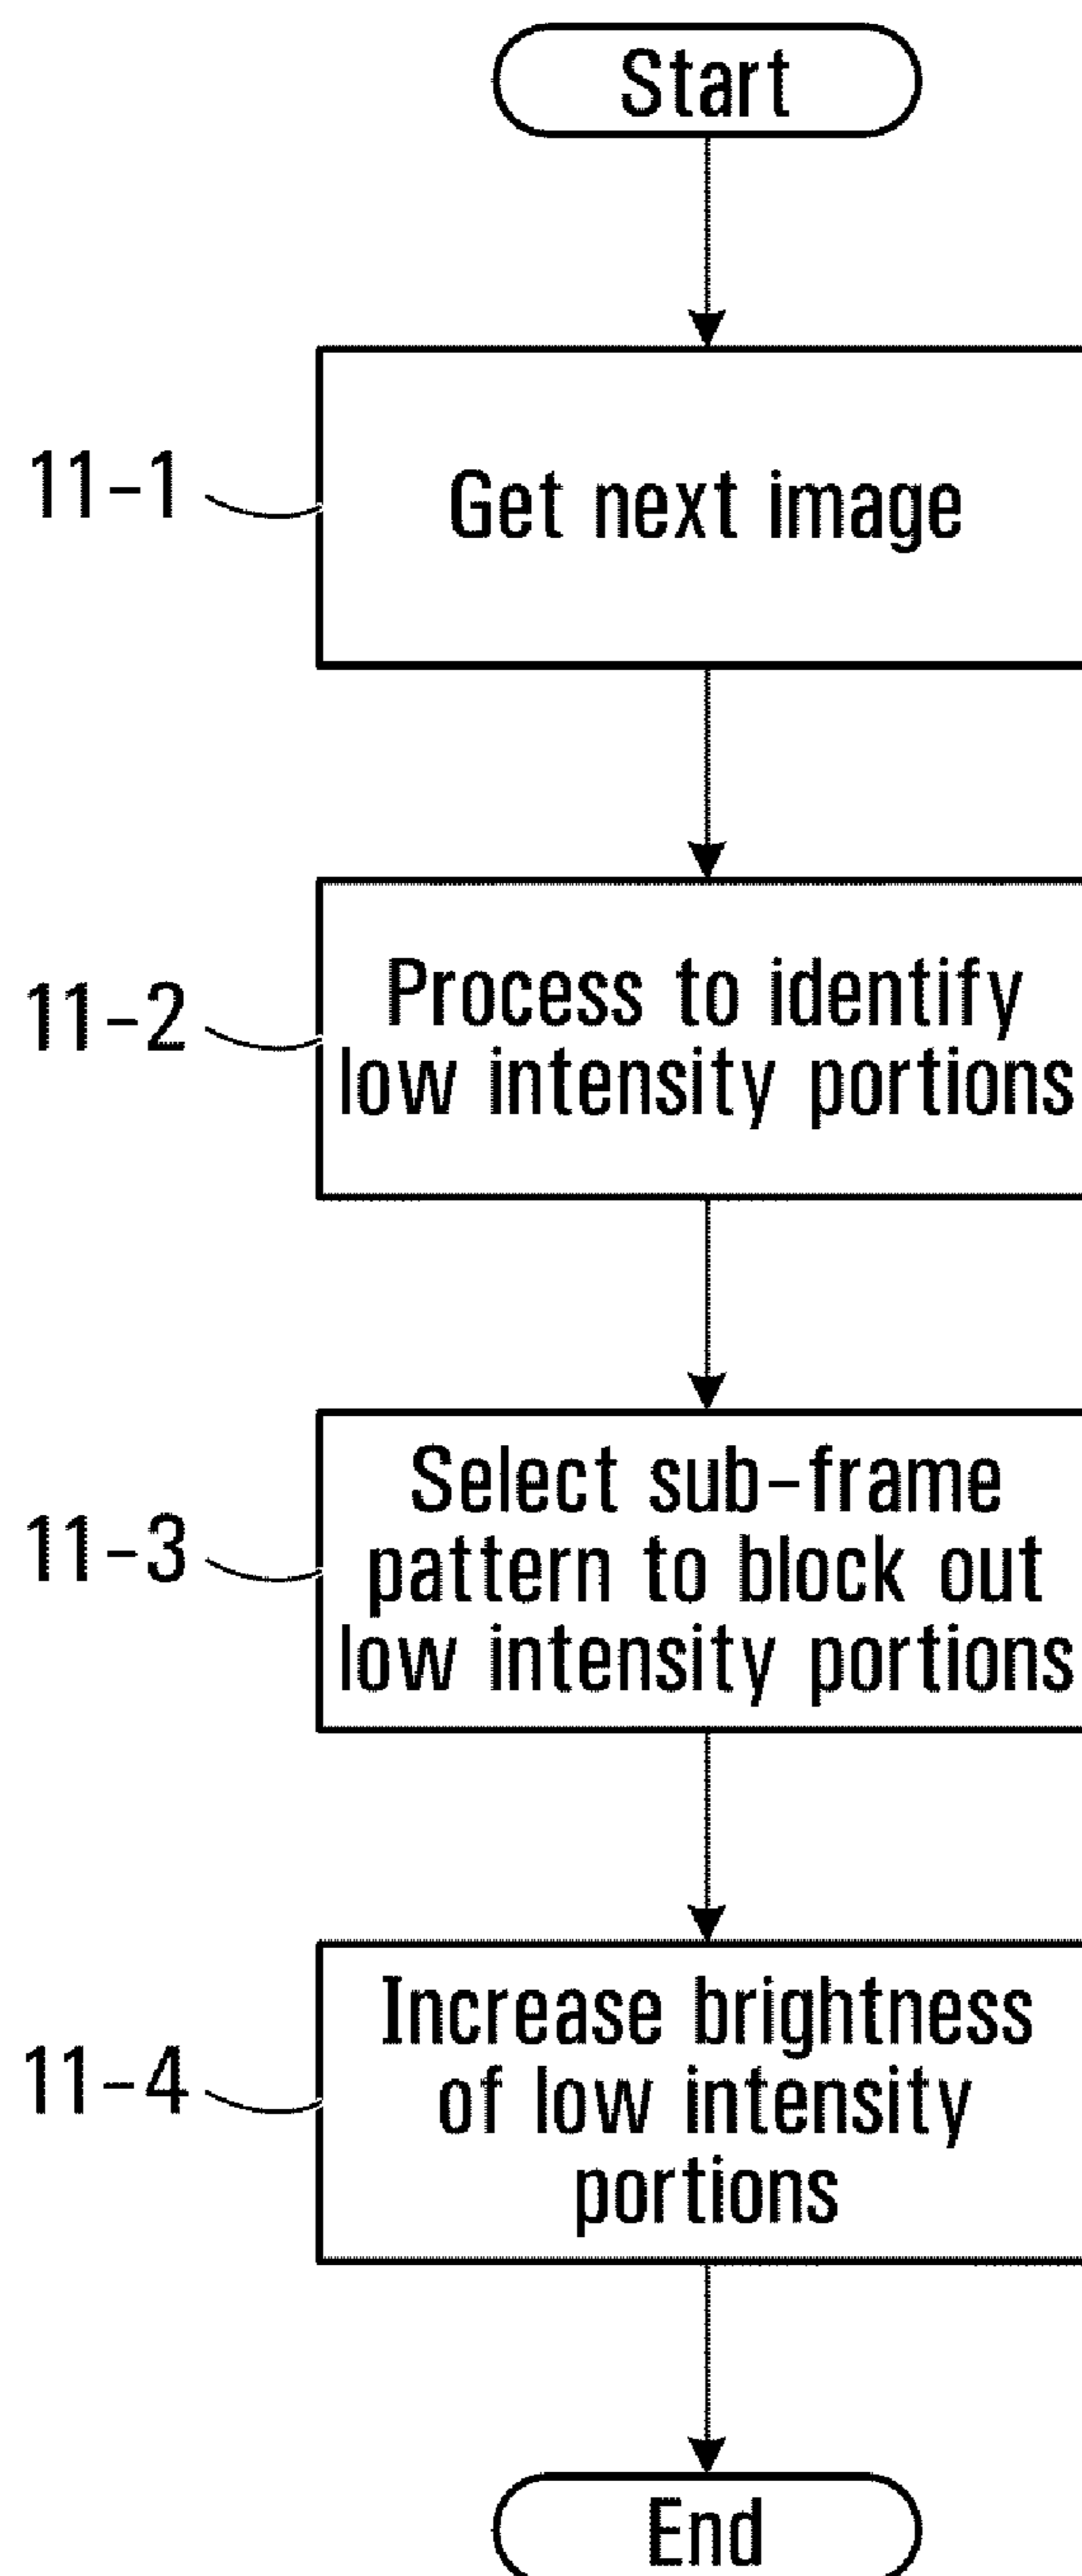 Start
11-1
Get next image
11-2
Process to identify
low intensity portions
11-3
Select sub-frame
pattern to block out
low intensity portions
11-4
Increase brightness
of low intensity
portions
End